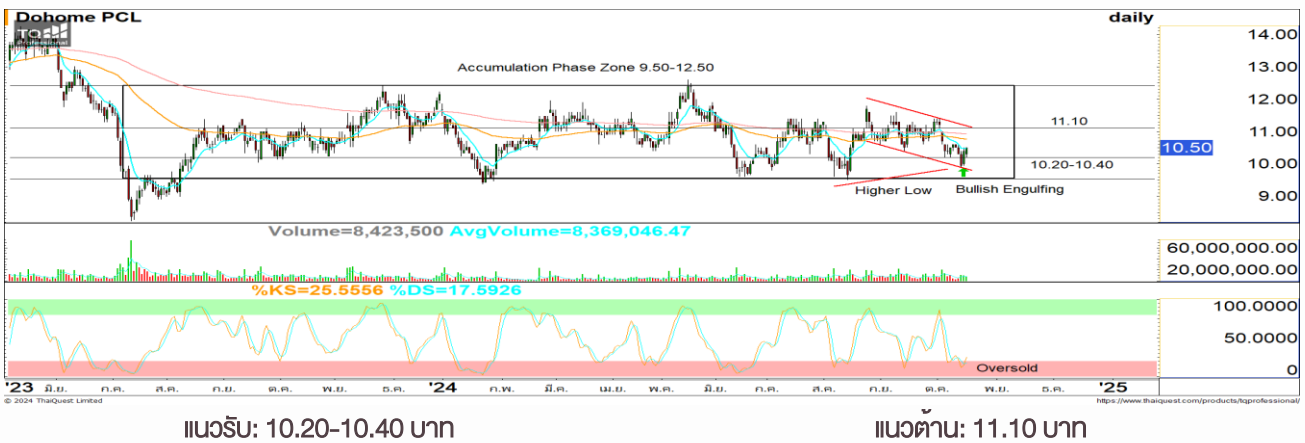 Dohome PCL
daily
TQ
professional
14.00
13.00
Accumulation Phase Zone 9.50-12.50
12.00
11.10
11.00
10.50
10.20-10.40
10.00
Higher Low
Bullish Engulfing
9.00
Volume=8,423,500 AvgVolume=8,369,046.47
60,000,000.00
20,000,000.00
%KS=25.5556 %DS=17.5926
100.0000
50.0000
Oversold
0
'23 มิ.ย. ก.ค. ส.ค. ก.ย. ต.ค. พ.ย. ธ.ค. '24 ก.พ. มี.ค. เม.ย. พ.ค. มิ.ย. ก.ค. ส.ค. ก.ย. ต.ค. พ.ย. ธ.ค. '25
© 2024 ThaiQuest Limited
https://www.thaiquest.com/products/tqprofessional/
แนวรับ: 10.20-10.40 บาท
แนวต้าน: 11.10 บาท